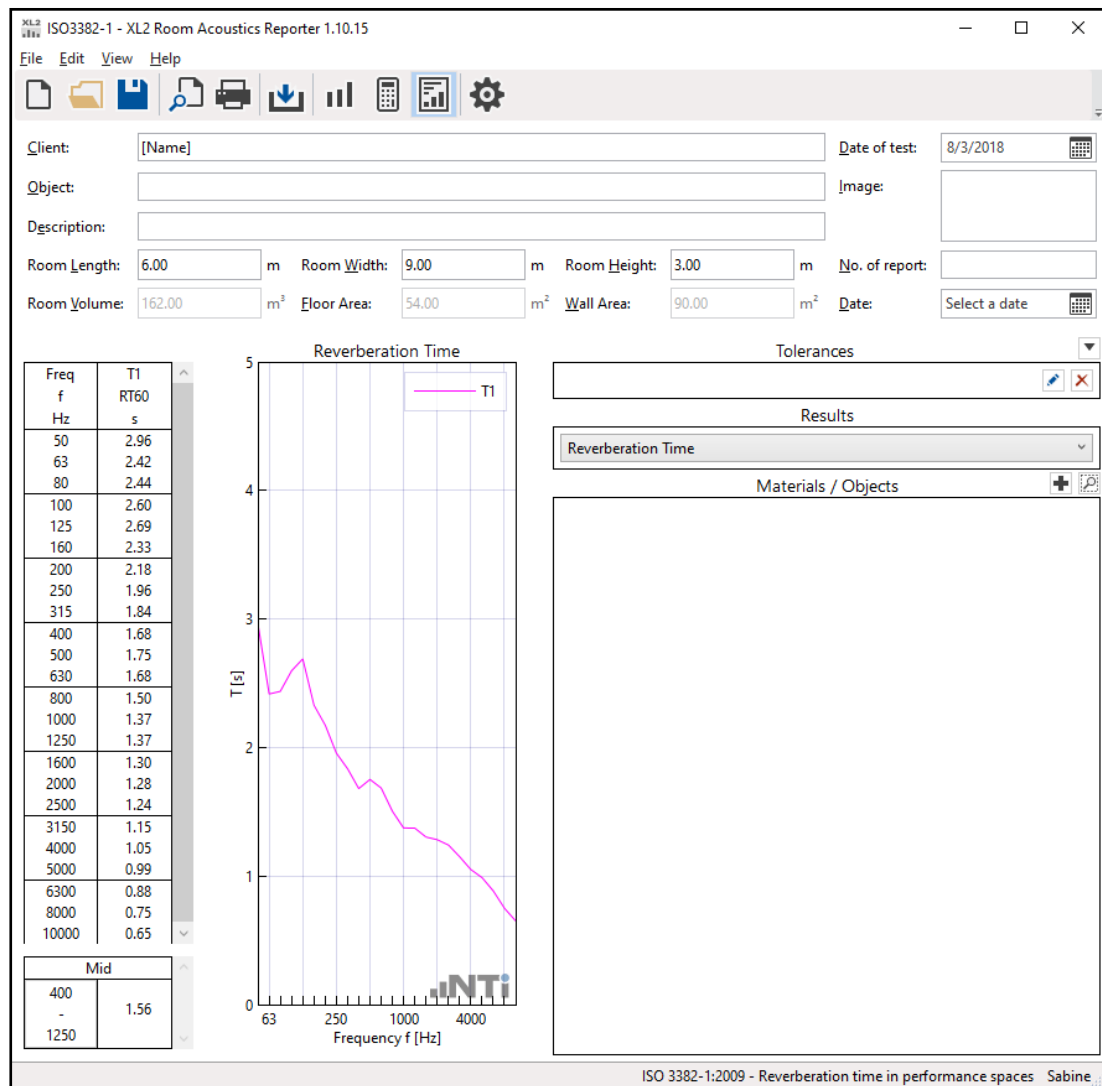 XL2 ISO3382-1 - XL2 Room Acoustics Reporter 1.10.15
File Edit View Help
Client: [Name] Date of test: 8/3/2018
Object: Image:
Description:
Room Length: 6.00 m Room Width: 9.00 m Room Height: 3.00 m No. of report:
Room Volume: 162.00 m³ Floor Area: 54.00 m² Wall Area: 90.00 m² Date: Select a date
Freq T1
f RT60
Hz s
50 2.96
63 2.42
80 2.44
100 2.60
125 2.69
160 2.33
200 2.18
250 1.96
315 1.84
400 1.68
500 1.75
630 1.68
800 1.50
1000 1.37
1250 1.37
1600 1.30
2000 1.28
2500 1.24
3150 1.15
4000 1.05
5000 0.99
6300 0.88
8000 0.75
10000 0.65
Mid
400
- 1.56
1250
Reverberation Time
T1
5
4
3
2
1
0
T [s]
63 250 1000 4000
Frequency f [Hz]
NTi
Tolerances
Results
Reverberation Time
Materials / Objects
ISO 3382-1:2009 - Reverberation time in performance spaces Sabine